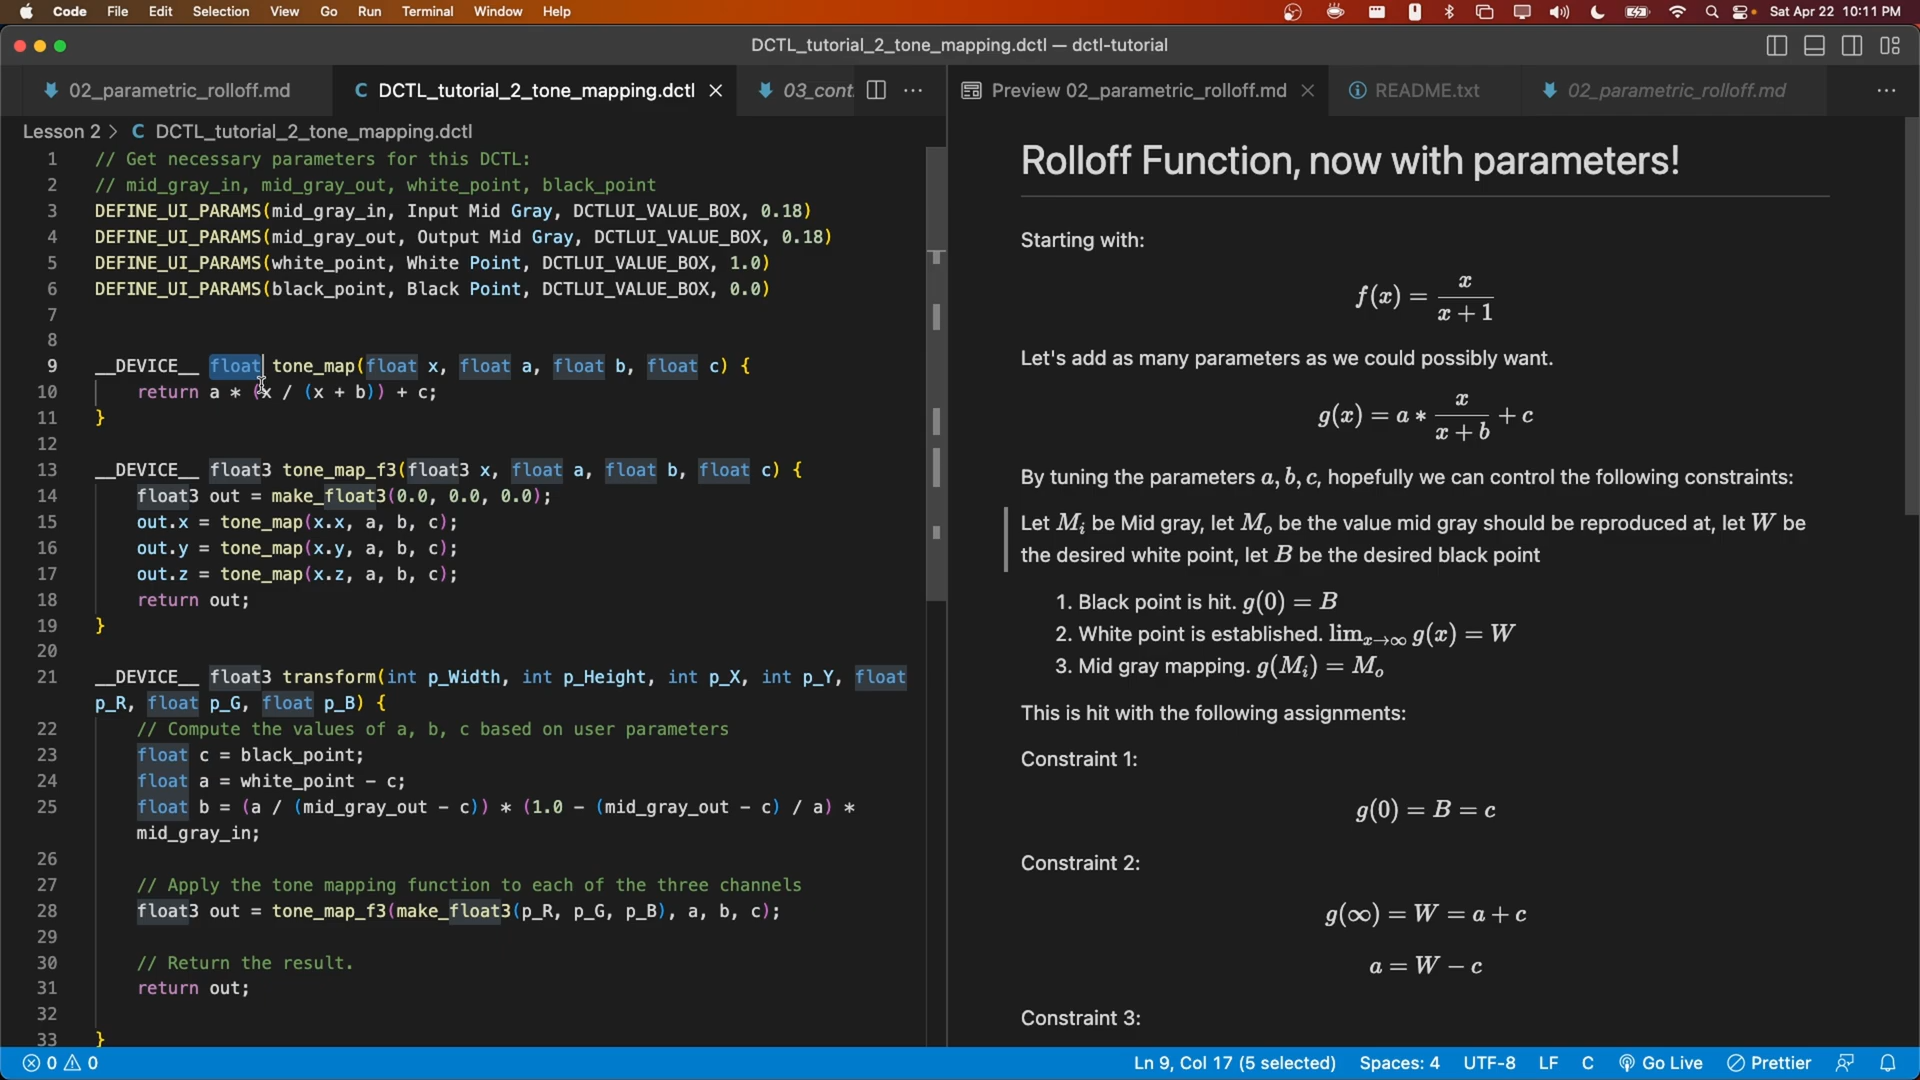 Code File Edit Selection View Go Run Terminal Window Help Sat Apr 22 10:11 PM
DCTL_tutorial_2_tone_mapping.dctl — dctl-tutorial
02_parametric_rolloff.md C DCTL_tutorial_2_tone_mapping.dctl 03_cont. Preview 02_parametric_rolloff.md README.txt 02_parametric_rolloff.md
Lesson 2 > C DCTL_tutorial_2_tone_mapping.dctl
1 // Get necessary parameters for this DCTL:
2 // mid_gray_in, mid_gray_out, white_point, black_point
3 DEFINE_UI_PARAMS(mid_gray_in, Input Mid Gray, DCTLUI_VALUE_BOX, 0.18)
4 DEFINE_UI_PARAMS(mid_gray_out, Output Mid Gray, DCTLUI_VALUE_BOX, 0.18)
5 DEFINE_UI_PARAMS(white_point, White Point, DCTLUI_VALUE_BOX, 1.0)
6 DEFINE_UI_PARAMS(black_point, Black Point, DCTLUI_VALUE_BOX, 0.0)
7
8
9 __DEVICE__ float tone_map(float x, float a, float b, float c) {
10 return a * (x / (x + b)) + c;
11 }
12
13 __DEVICE__ float3 tone_map_f3(float3 x, float a, float b, float c) {
14 float3 out = make_float3(0.0, 0.0, 0.0);
15 out.x = tone_map(x.x, a, b, c);
16 out.y = tone_map(x.y, a, b, c);
17 out.z = tone_map(x.z, a, b, c);
18 return out;
19 }
20
21 __DEVICE__ float3 transform(int p_Width, int p_Height, int p_X, int p_Y, float
p_R, float p_G, float p_B) {
22 // Compute the values of a, b, c based on user parameters
23 float c = black_point;
24 float a = white_point - c;
25 float b = (a / (mid_gray_out - c)) * (1.0 - (mid_gray_out - c) / a) *
mid_gray_in;
26
27 // Apply the tone mapping function to each of the three channels
28 float3 out = tone_map_f3(make_float3(p_R, p_G, p_B), a, b, c);
29
30 // Return the result.
31 return out;
32
33 }
Rolloff Function, now with parameters!
Starting with:
f(x) = x / (x + 1)
Let's add as many parameters as we could possibly want.
g(x) = a * x / (x + b) + c
By tuning the parameters a, b, c, hopefully we can control the following constraints:
Let Mᵢ be Mid gray, let Mₒ be the value mid gray should be reproduced at, let W be
the desired white point, let B be the desired black point
1. Black point is hit. g(0) = B
2. White point is established. limₓ→∞ g(x) = W
3. Mid gray mapping. g(Mᵢ) = Mₒ
This is hit with the following assignments:
Constraint 1:
g(0) = B = c
Constraint 2:
g(∞) = W = a + c
a = W − c
Constraint 3:
0 0 Ln 9, Col 17 (5 selected) Spaces: 4 UTF-8 LF C Go Live Prettier